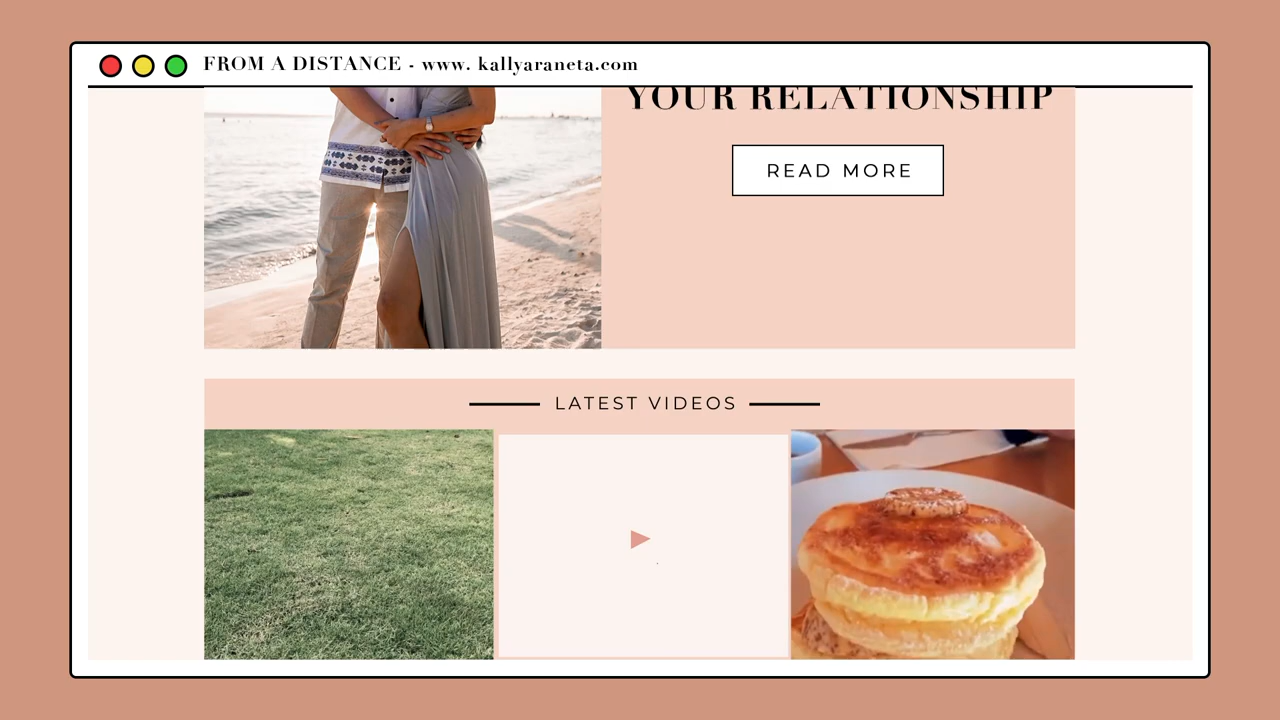 FROM A DISTANCE - www. kallyaraneta.com
YOUR RELATIONSHIP
READ MORE
LATEST VIDEOS